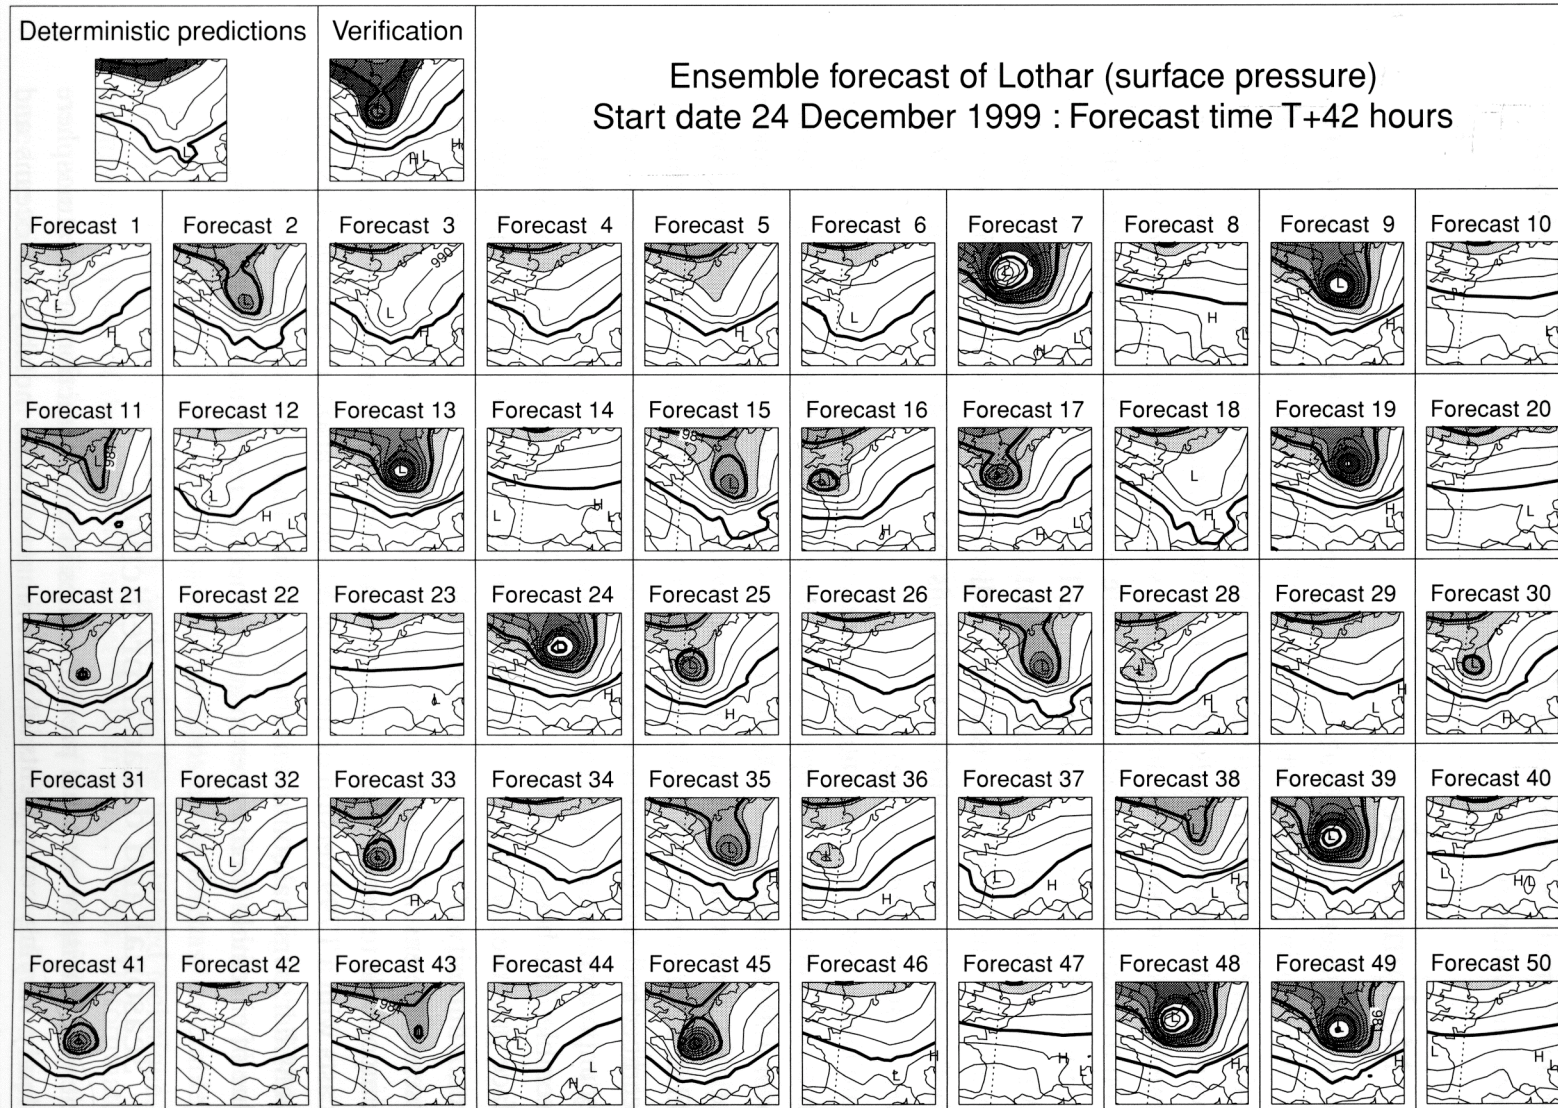 Deterministic predictions
Verification
Ensemble forecast of Lothar (surface pressure)
Start date 24 December 1999 : Forecast time T+42 hours
L
L
H
L
H
Forecast 1
Forecast 2
Forecast 3
Forecast 4
Forecast 5
Forecast 6
Forecast 7
Forecast 8
Forecast 9
Forecast 10
990
L
H
L
L
H
H
L
L
L
H
L
H
L
L
H
Forecast 11
Forecast 12
Forecast 13
Forecast 14
Forecast 15
Forecast 16
Forecast 17
Forecast 18
Forecast 19
Forecast 20
L
L
H
L
L
L
H
L
L
H
H
L
L
H
L
H
L
L
Forecast 21
Forecast 22
Forecast 23
Forecast 24
Forecast 25
Forecast 26
Forecast 27
Forecast 28
Forecast 29
Forecast 30
H
L
H
L
H
L
L
H
L
H
L
H
Forecast 31
Forecast 32
Forecast 33
Forecast 34
Forecast 35
Forecast 36
Forecast 37
Forecast 38
Forecast 39
Forecast 40
L
L
H
L
H
H
L
H
L
H
L
L
H
L
H
Forecast 41
Forecast 42
Forecast 43
Forecast 44
Forecast 45
Forecast 46
Forecast 47
Forecast 48
Forecast 49
Forecast 50
L
L
H
L
H
H
L
L
H
H
L
H
L